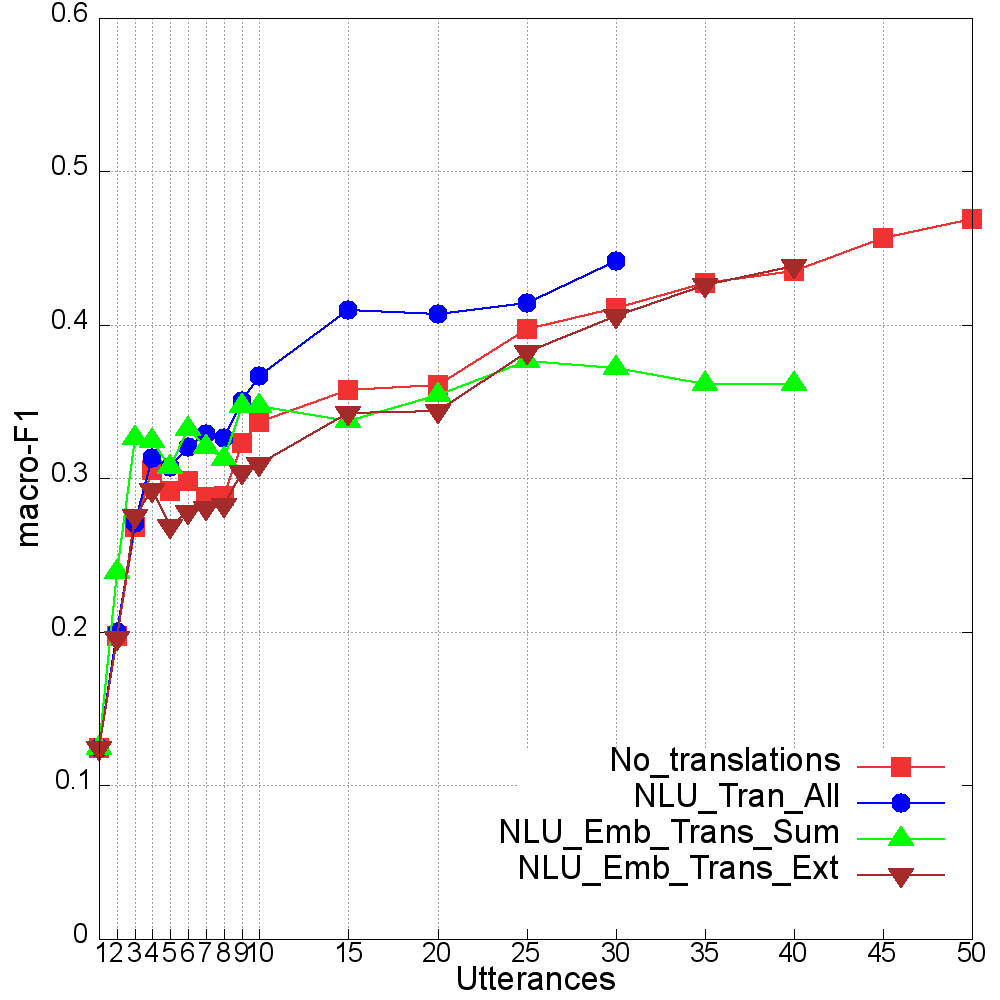 0.6
0.5
0.4
0.3
0.2
0.1
0
macro-F1
No_translations
NLU_Tran_All
NLU_Emb_Trans_Sum
NLU_Emb_Trans_Ext
1 2 3 4 5 6 7 8 9 10 15 20 25 30 35 40 45 50
Utterances